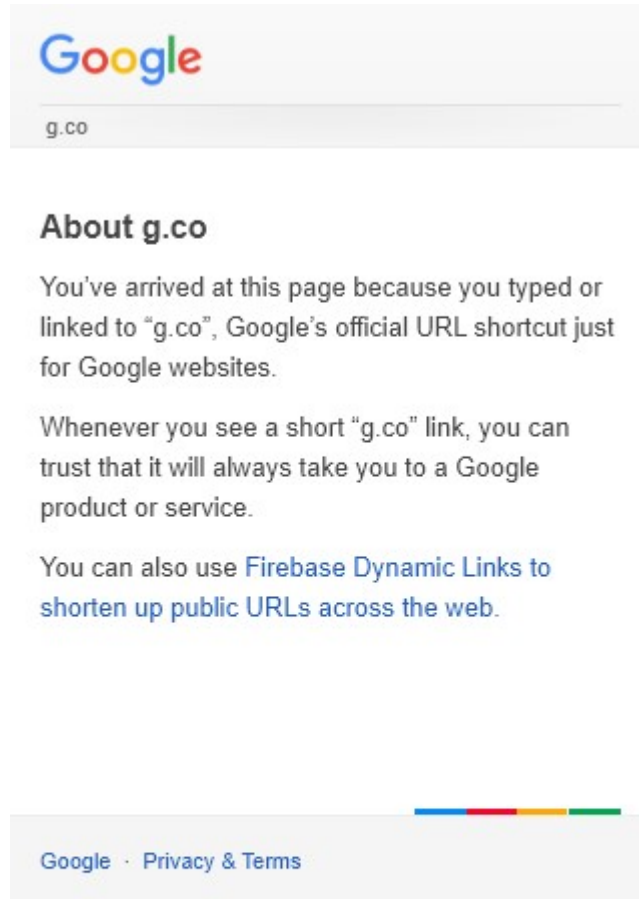 Google
g.co
About g.co
You’ve arrived at this page because you typed or
linked to “g.co”, Google’s official URL shortcut just
for Google websites.
Whenever you see a short “g.co” link, you can
trust that it will always take you to a Google
product or service.
You can also use Firebase Dynamic Links to
shorten up public URLs across the web.
Google · Privacy & Terms